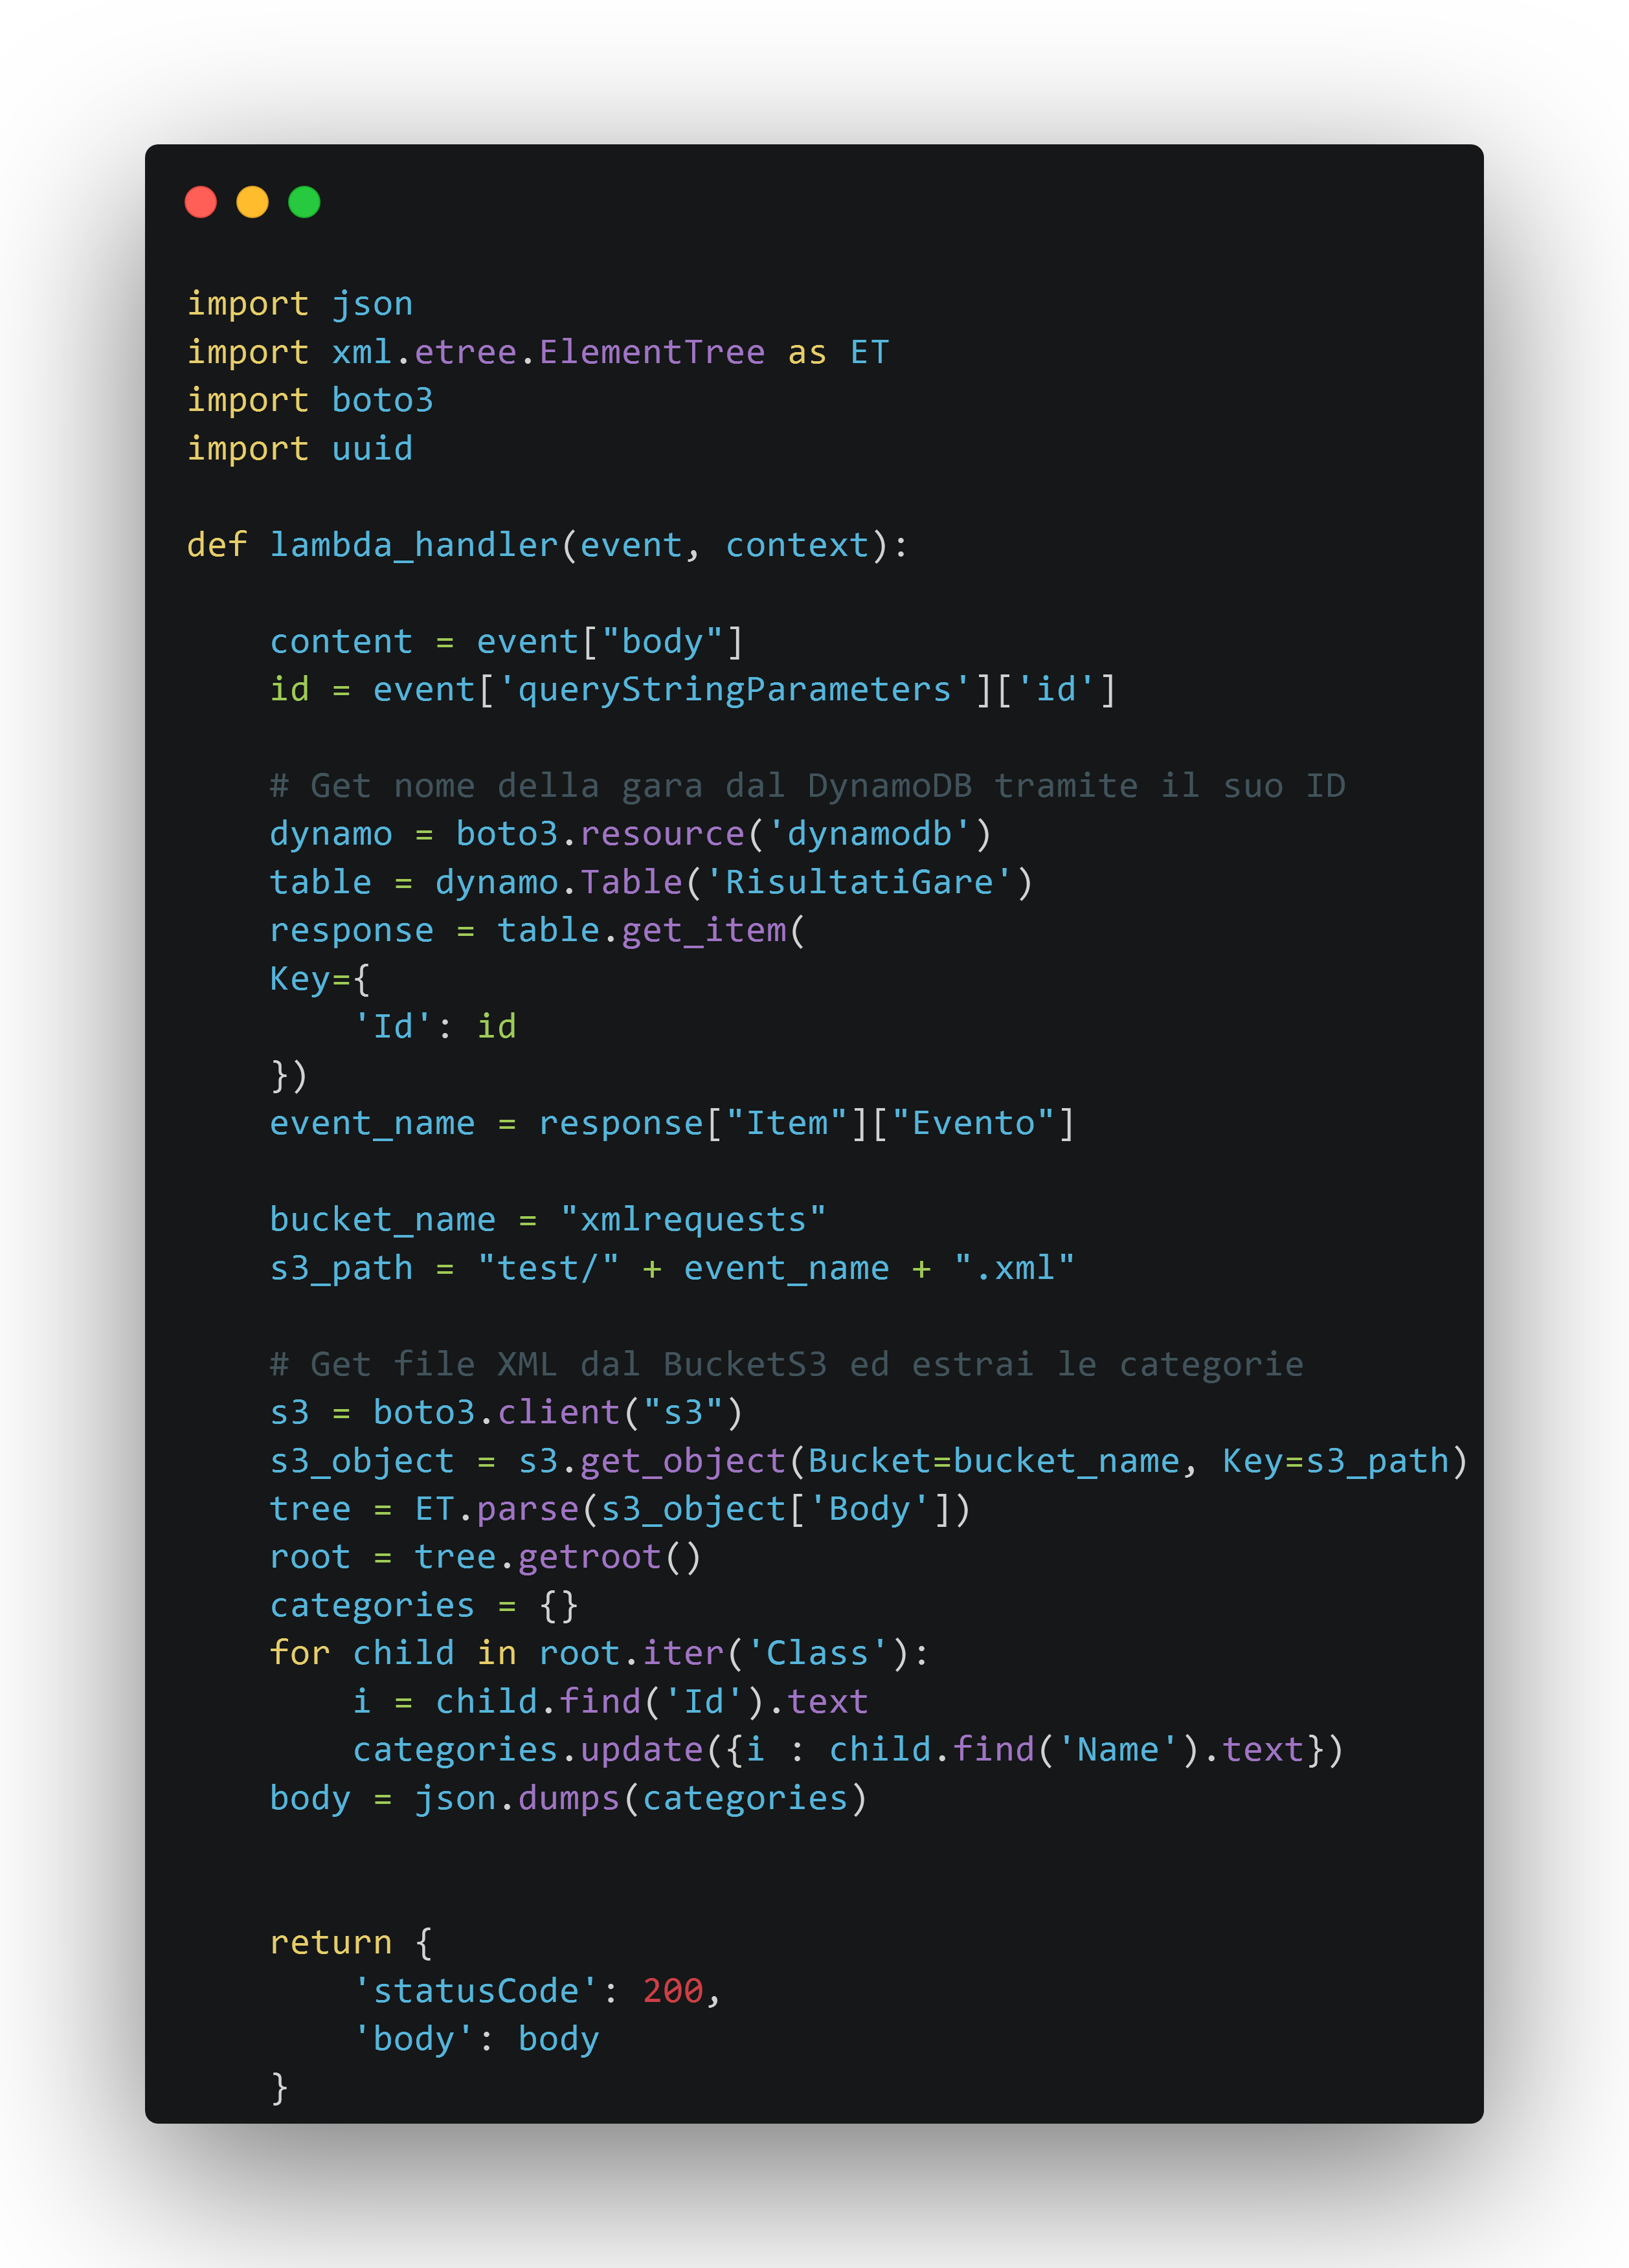 import json
import xml.etree.ElementTree as ET
import boto3
import uuid
def lambda_handler(event, context):
    content = event["body"]
    id = event['queryStringParameters']['id']
    # Get nome della gara dal DynamoDB tramite il suo ID
    dynamo = boto3.resource('dynamodb')
    table = dynamo.Table('RisultatiGare')
    response = table.get_item(
    Key={
        'Id': id
    })
    event_name = response["Item"]["Evento"]
    bucket_name = "xmlrequests"
    s3_path = "test/" + event_name + ".xml"
    # Get file XML dal BucketS3 ed estrai le categorie
    s3 = boto3.client("s3")
    s3_object = s3.get_object(Bucket=bucket_name, Key=s3_path)
    tree = ET.parse(s3_object['Body'])
    root = tree.getroot()
    categories = {}
    for child in root.iter('Class'):
        i = child.find('Id').text
        categories.update({i : child.find('Name').text})
    body = json.dumps(categories)
    return {
        'statusCode': 200,
        'body': body
    }